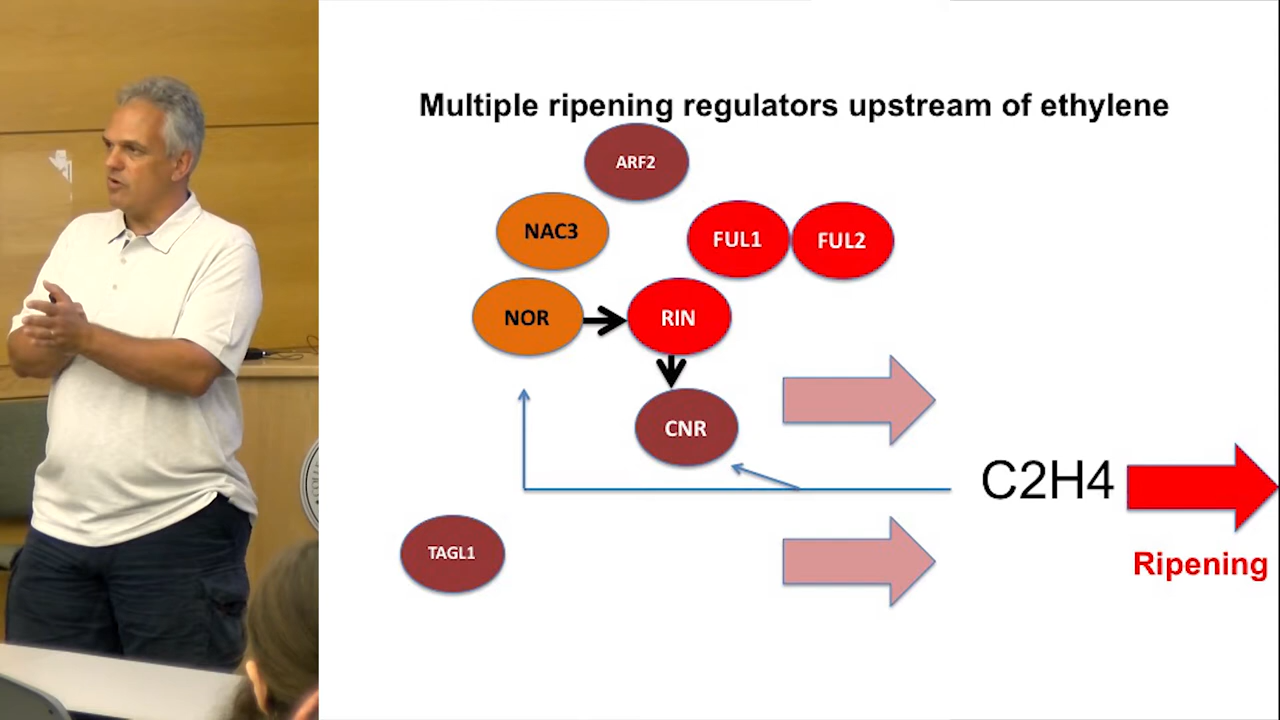 Multiple ripening regulators upstream of ethylene
ARF2
NAC3
FUL1
FUL2
NOR
RIN
CNR
C2H4
TAGL1
Ripening